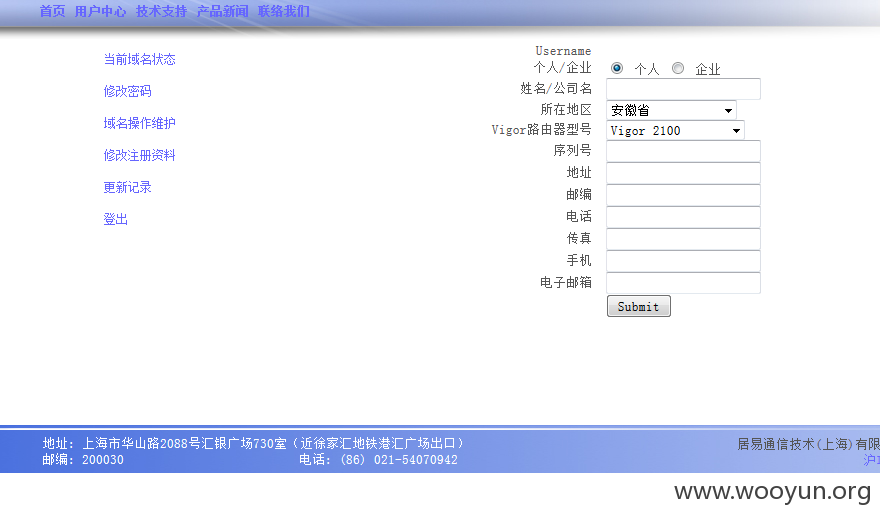 首页 用户中心 技术支持 产品新闻 联络我们
当前域名状态
修改密码
域名操作维护
修改注册资料
更新记录
登出
Username
个人/企业 个人 企业
姓名/公司名
所在地区 安徽省
Vigor路由器型号 Vigor 2100
序列号
地址
邮编
电话
传真
手机
电子邮箱
Submit
地址: 上海市华山路2088号汇银广场730室（近徐家汇地铁港汇广场出口） 居易通信技术(上海)有限
邮编: 200030 电话: (86) 021-54070942 沪I
www.wooyun.org